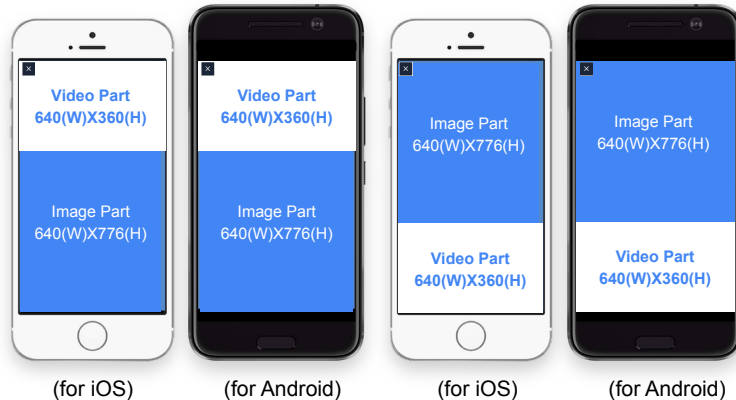 Video Part
640(W)X360(H)
Image Part
640(W)X776(H)
(for iOS)
Video Part
640(W)X360(H)
Image Part
640(W)X776(H)
(for Android)
Image Part
640(W)X776(H)
Video Part
640(W)X360(H)
(for iOS)
Image Part
640(W)X776(H)
Video Part
640(W)X360(H)
(for Android)